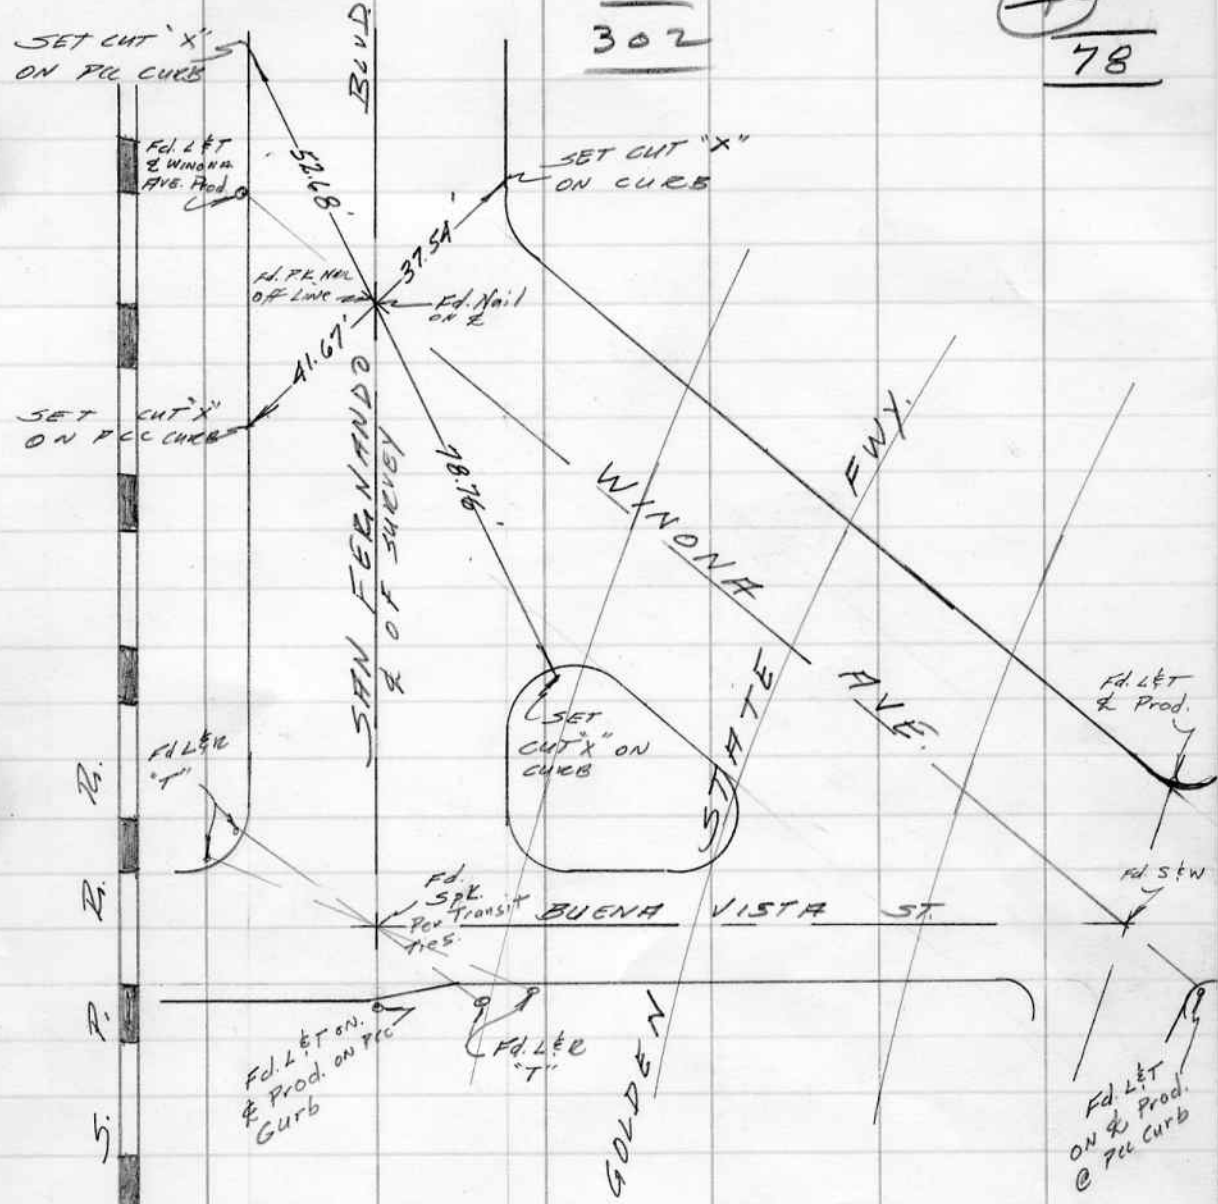 302
78
SET CUT "X"
ON PCC CURB
BLVD.
Fd. L&T
℄ WINONA
AVE. Prod.
52.68'
SET CUT "X"
ON CURB
37.54'
Fd. P.K. Nail
Off Line
Fd. Nail
ON ℄
41.67'
SET CUT "X"
ON PCC CURB
SAN FERNANDO
℄ OF SURVEY
78.76'
WINONA
AVE.
FWY.
STATE
GOLDEN
SET
CUT "X" ON
CURB
Fd. L&T
℄ Prod.
Fd L&R
"T"
Fd.
Spk.
Per Transit
Ties.
BUENA VISTA ST.
Fd. S&W
Fd. L&T ON.
℄ Prod. ON PCC
Curb
Fd. L&R
"T"
Fd. L&T
ON ℄ Prod.
@ PCC Curb
S. P. R. R.